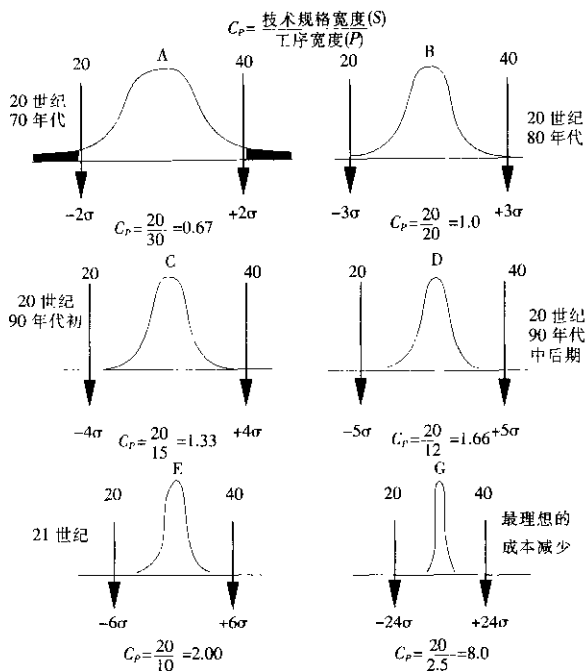 C_P=技术规格宽度(S)/工序宽度(P)
A
B
20
40
20
40
20 世纪
70 年代
20 世纪
80 年代
-2σ
+2σ
-3σ
+3σ
C_P=20/30=0.67
C_P=20/20=1.0
C
D
20
40
20
40
20 世纪
90 年代初
20 世纪
90 年代
中后期
-4σ
+4σ
-5σ
+5σ
C_P=20/15=1.33
C_P=20/12=1.66
E
G
20
40
20
40
21 世纪
最理想的
成本减少
-6σ
+6σ
-24σ
+24σ
C_P=20/10=2.00
C_P=20/2.5=8.0